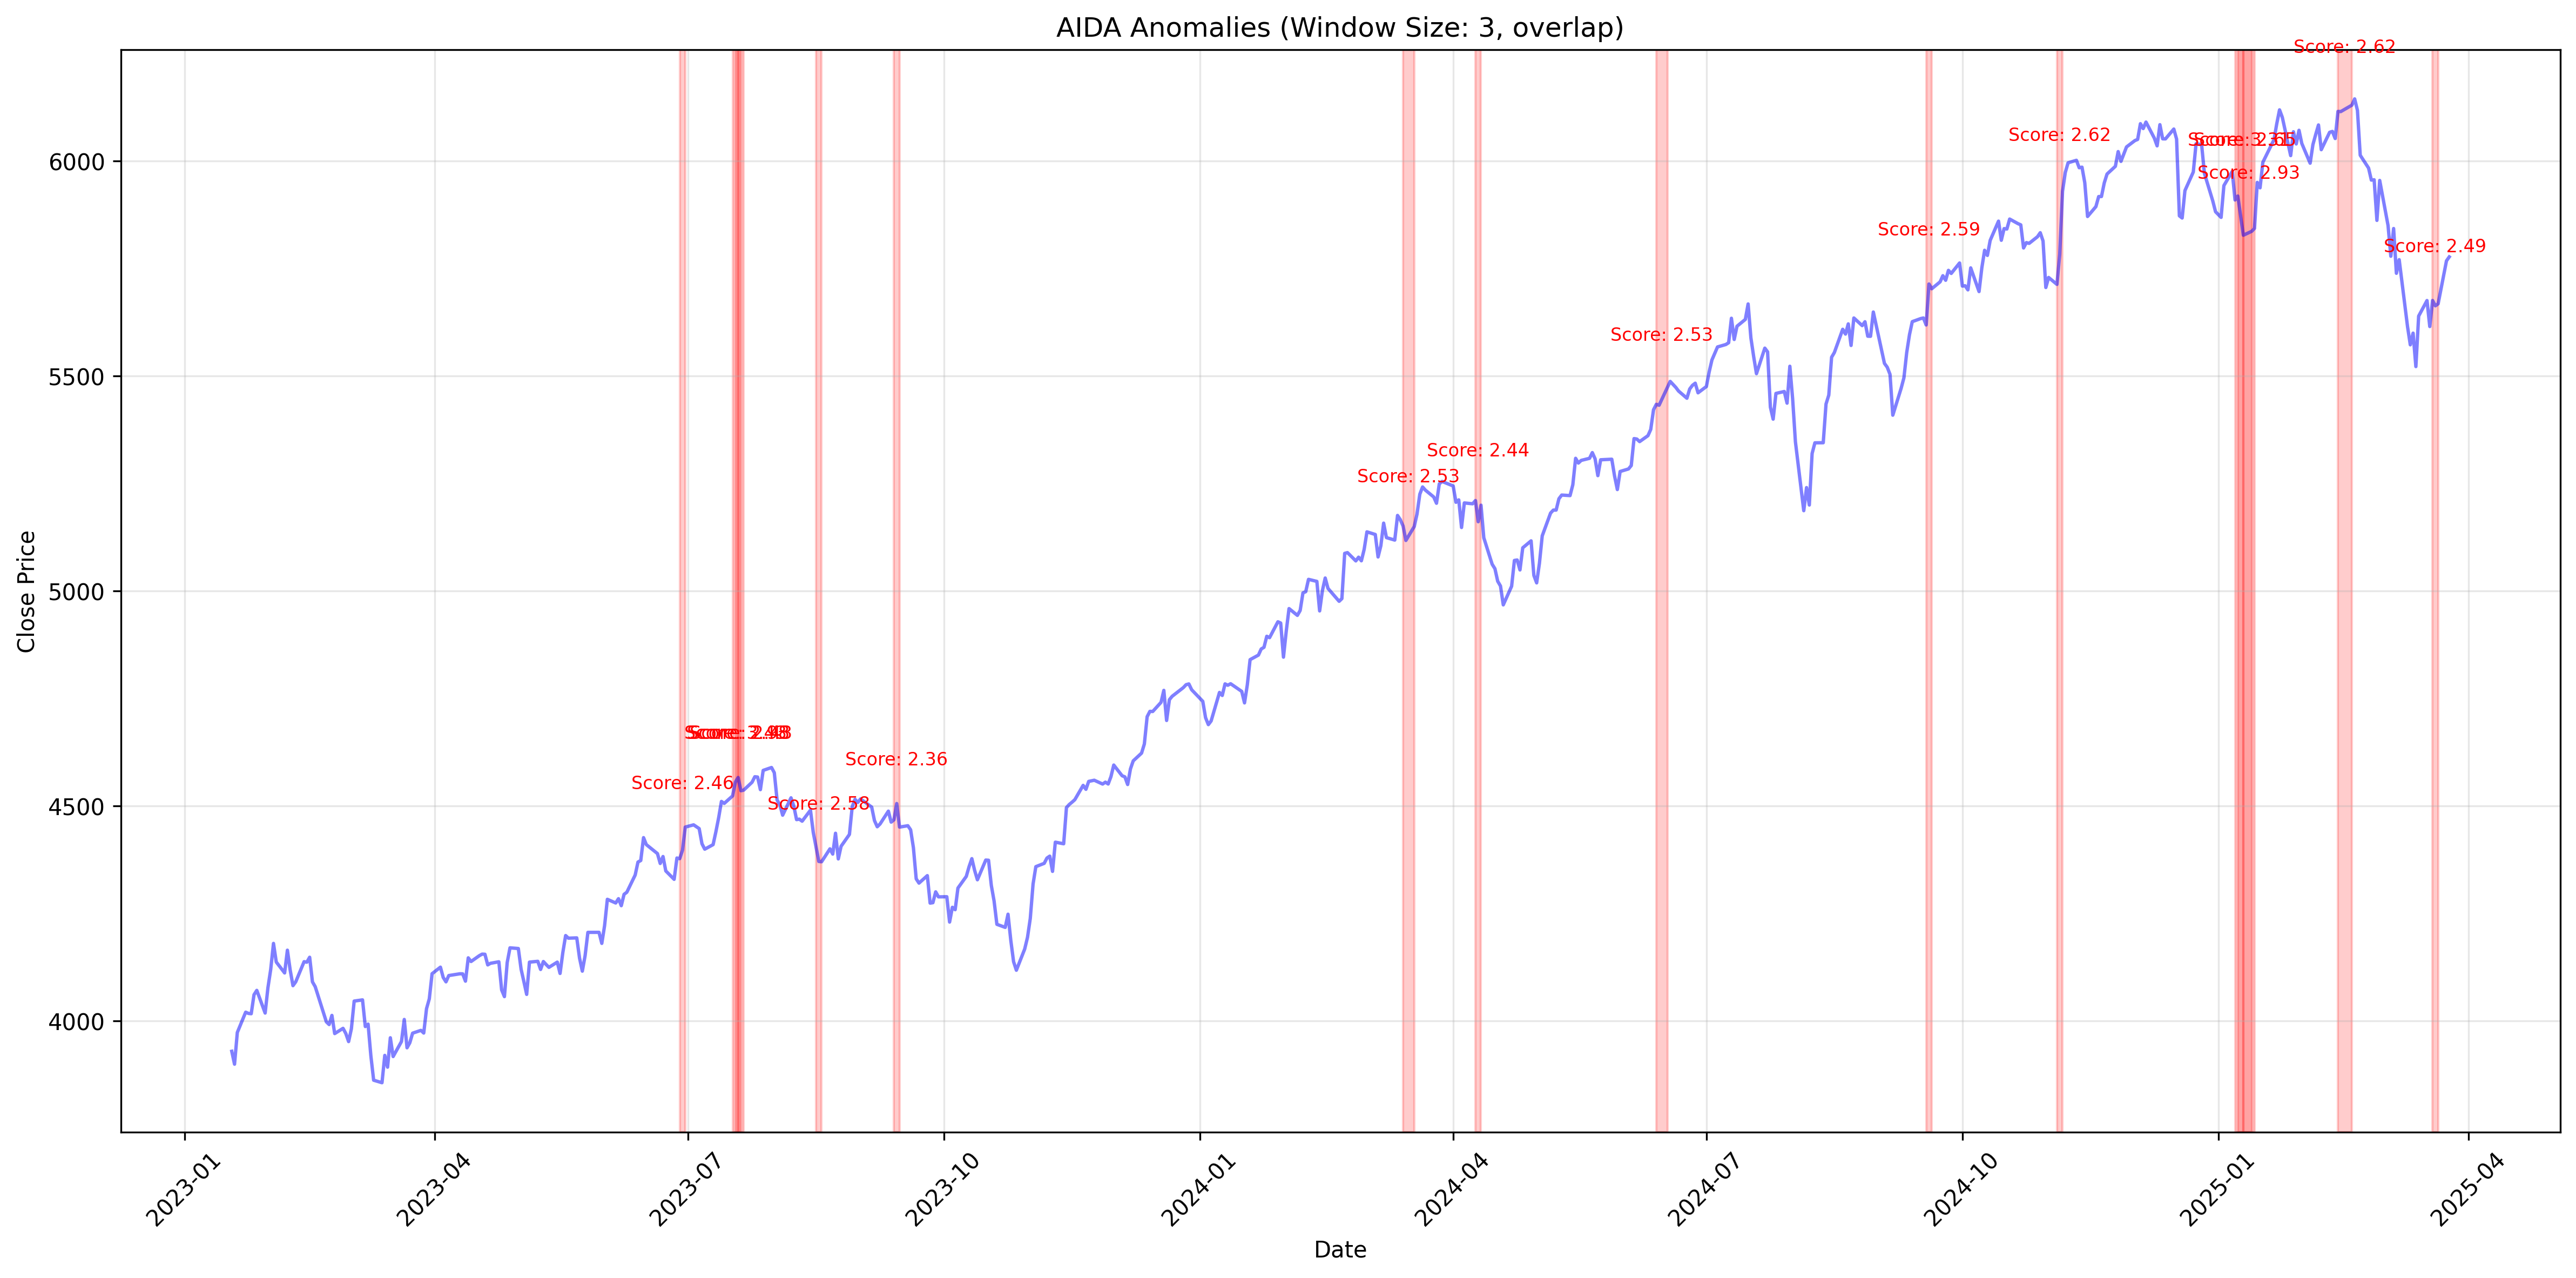 AIDA Anomalies (Window Size: 3, overlap)
Score: 2.62
Score: 2.62
Score: 2.93
Score: 2.59
Score: 2.49
Score: 2.53
Score: 2.44
Score: 2.53
Score: 2.36
Score: 2.46
Score: 2.58
Close Price
6000
5500
5000
4500
4000
2023-01
2023-04
2023-07
2023-10
2024-01
2024-04
2024-07
2024-10
2025-01
2025-04
Date